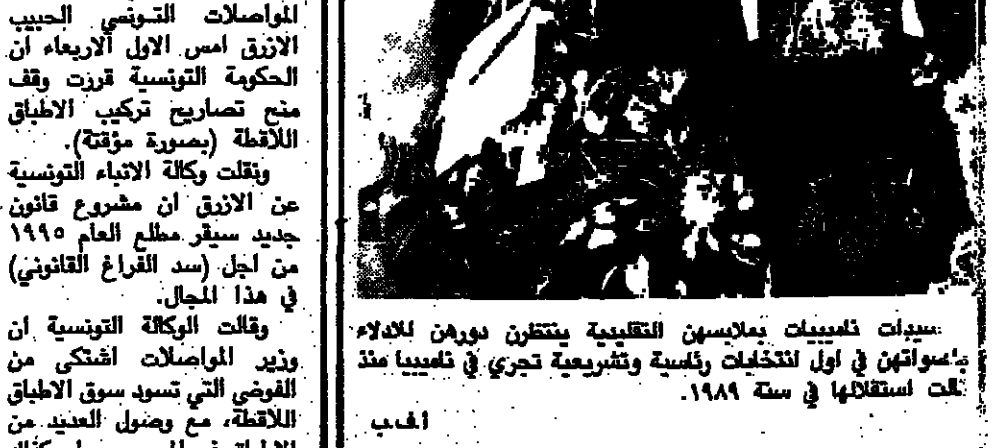 المواصلات التونسي الحبيب
الازرق امس الاول الاربعاء ان
الحكومة التونسية قررت وقف
منح تصاريح تركيب الاطباق
اللاقطة (بصورة مؤقتة).
ونقلت وكالة الانباء التونسية
عن الازرق ان مشروع قانون
جديد سيقر مطلع العام ١٩٩٥
من اجل (سد الفراغ القانوني)
في هذا المجال.
وقالت الوكالة التونسية ان
وزير المواصلات اشتكى من
الفوضى التي تسود سوق الاطباق
اللاقطة، مع وصول العديد من
سيدات ناميبيات بملابسهن التقليدية ينتظرن دورهن للادلاء
باصواتهن في اول انتخابات رئاسية وتشريعية تجري في ناميبيا منذ
نالت استقلالها في سنة ١٩٨٩.
أ.ف.ب